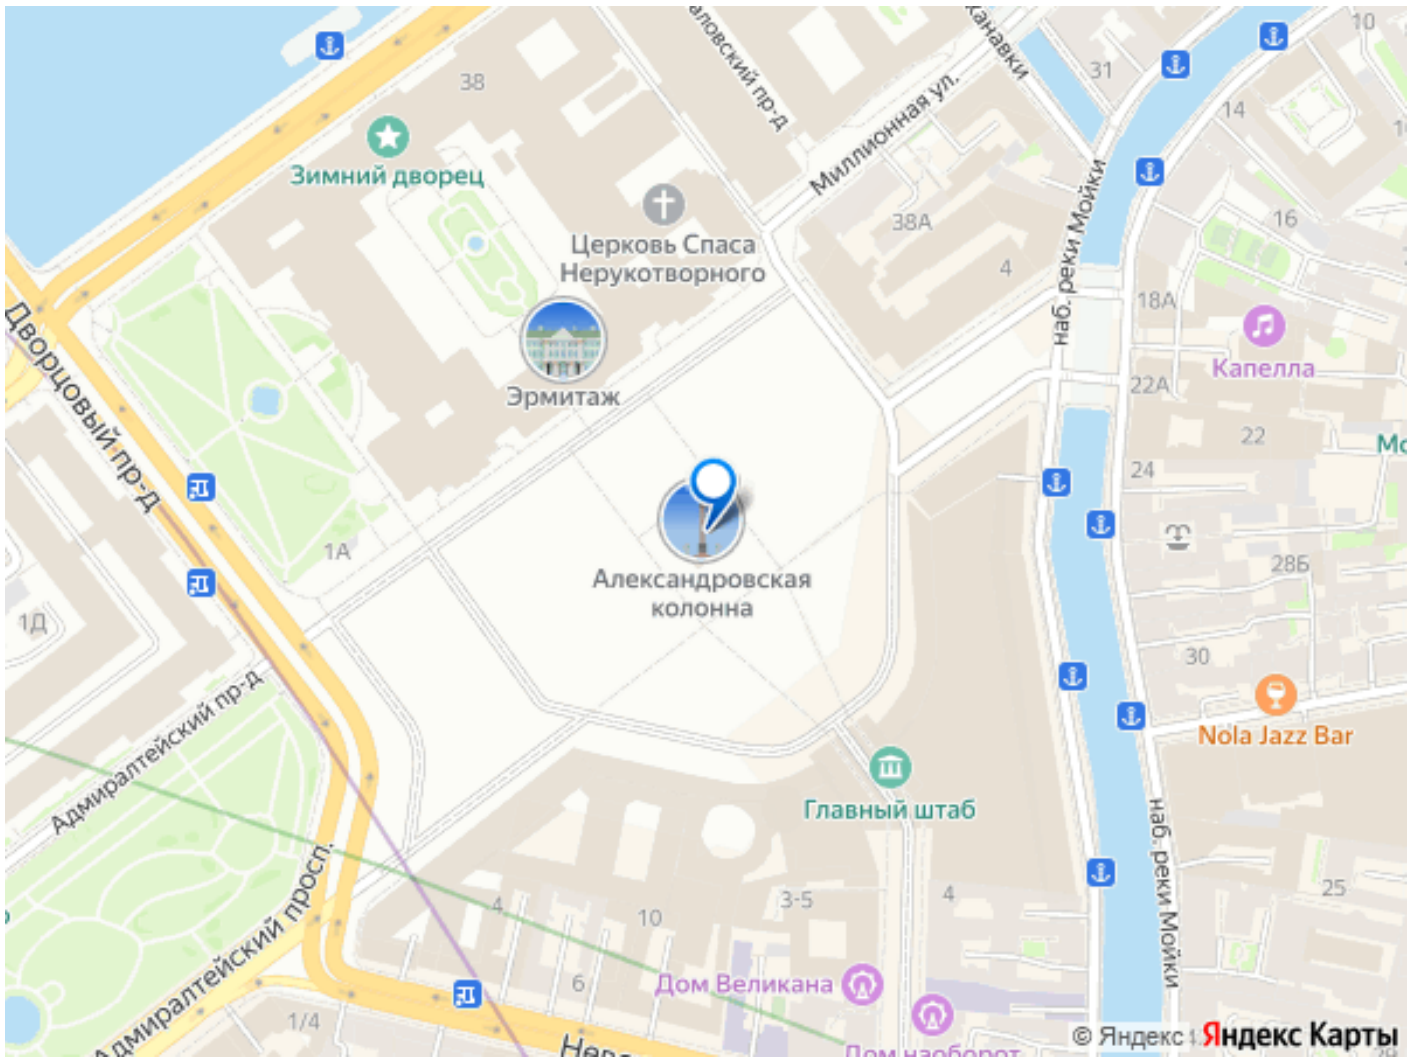 38
Зимний дворец
Церковь Спаса
Нерукотворного
Эрмитаж
Миллионная ул.
31
10
14
16
38А
4
наб. реки Мойки
18А
Капелла
22А
22
24
28Б
30
Дворцовый пр-д
1А
1Д
Александровская
колонна
Адмиралтейский пр-д
Nola Jazz Bar
Главный штаб
наб. реки Мойки
Адмиралтейский просп.
4
10
3-5
4
25
6
1/4
Дом Великана
Дом наоборот
© Яндекс
Яндекс Карты